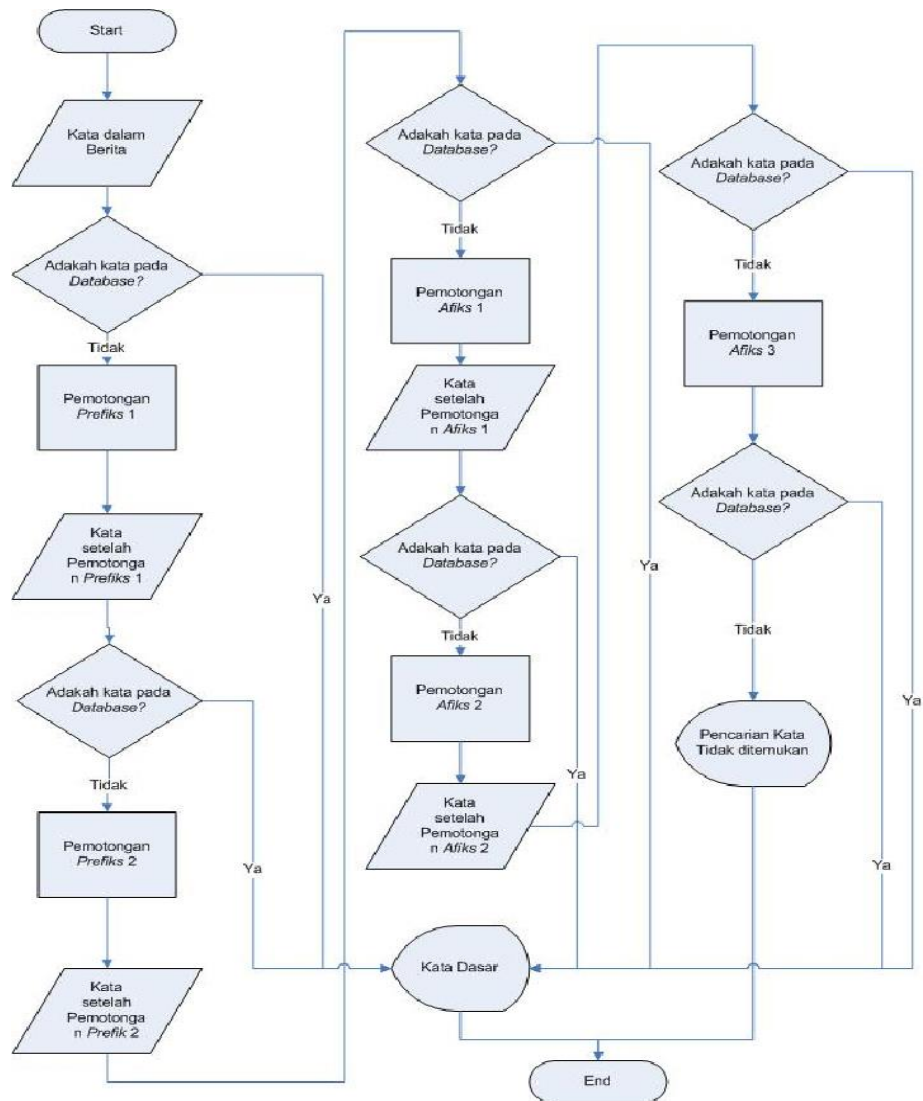 Start
Kata dalam
Berita
Adakah kata pada
Database?
Tidak
Pemotongan
Prefiks 1
Kata
setelah
Pemotonga
n Prefiks 1
Ya
Adakah kata pada
Database?
Tidak
Pemotongan
Prefiks 2
Ya
Kata
setelah
Pemotonga
n Prefik 2
Adakah kata pada
Database?
Tidak
Pemotongan
Afiks 1
Kata
setelah
Pemotonga
n Afiks 1
Ya
Adakah kata pada
Database?
Tidak
Pemotongan
Afiks 2
Ya
Kata
setelah
Pemotonga
n Afiks 2
Adakah kata pada
Database?
Tidak
Pemotongan
Afiks 3
Adakah kata pada
Database?
Tidak
Ya
Pencarian Kata
Tidak ditemukan
Ya
Kata Dasar
End